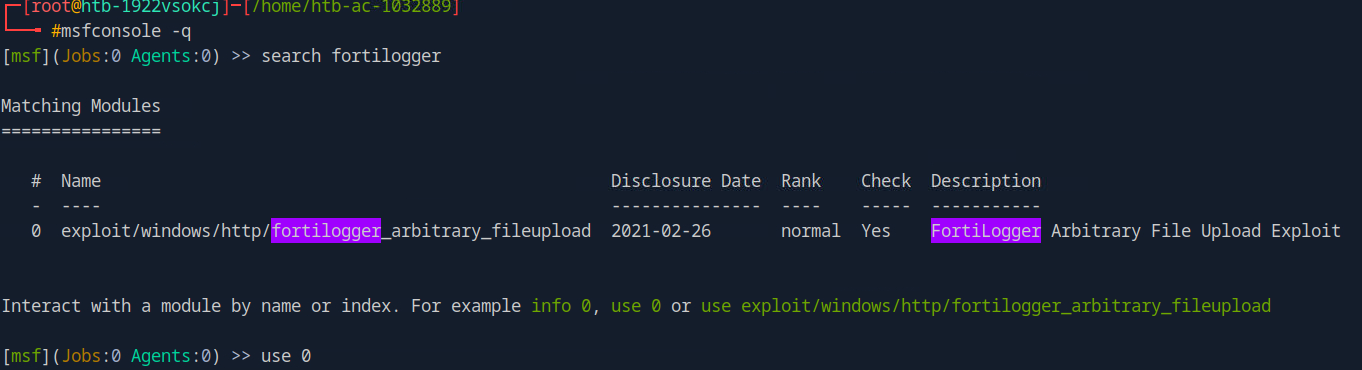 [root@htb-1922vsokcj]─[/home/htb-ac-1032889]
#msfconsole -q
[msf](Jobs:0 Agents:0) >> search fortilogger
Matching Modules
================
#  Name                                                   Disclosure Date  Rank    Check  Description
-  ----                                                   ---------------  ----    -----  -----------
0  exploit/windows/http/fortilogger_arbitrary_fileupload  2021-02-26       normal  Yes    FortiLogger Arbitrary File Upload Exploit
Interact with a module by name or index. For example info 0, use 0 or use exploit/windows/http/fortilogger_arbitrary_fileupload
[msf](Jobs:0 Agents:0) >> use 0